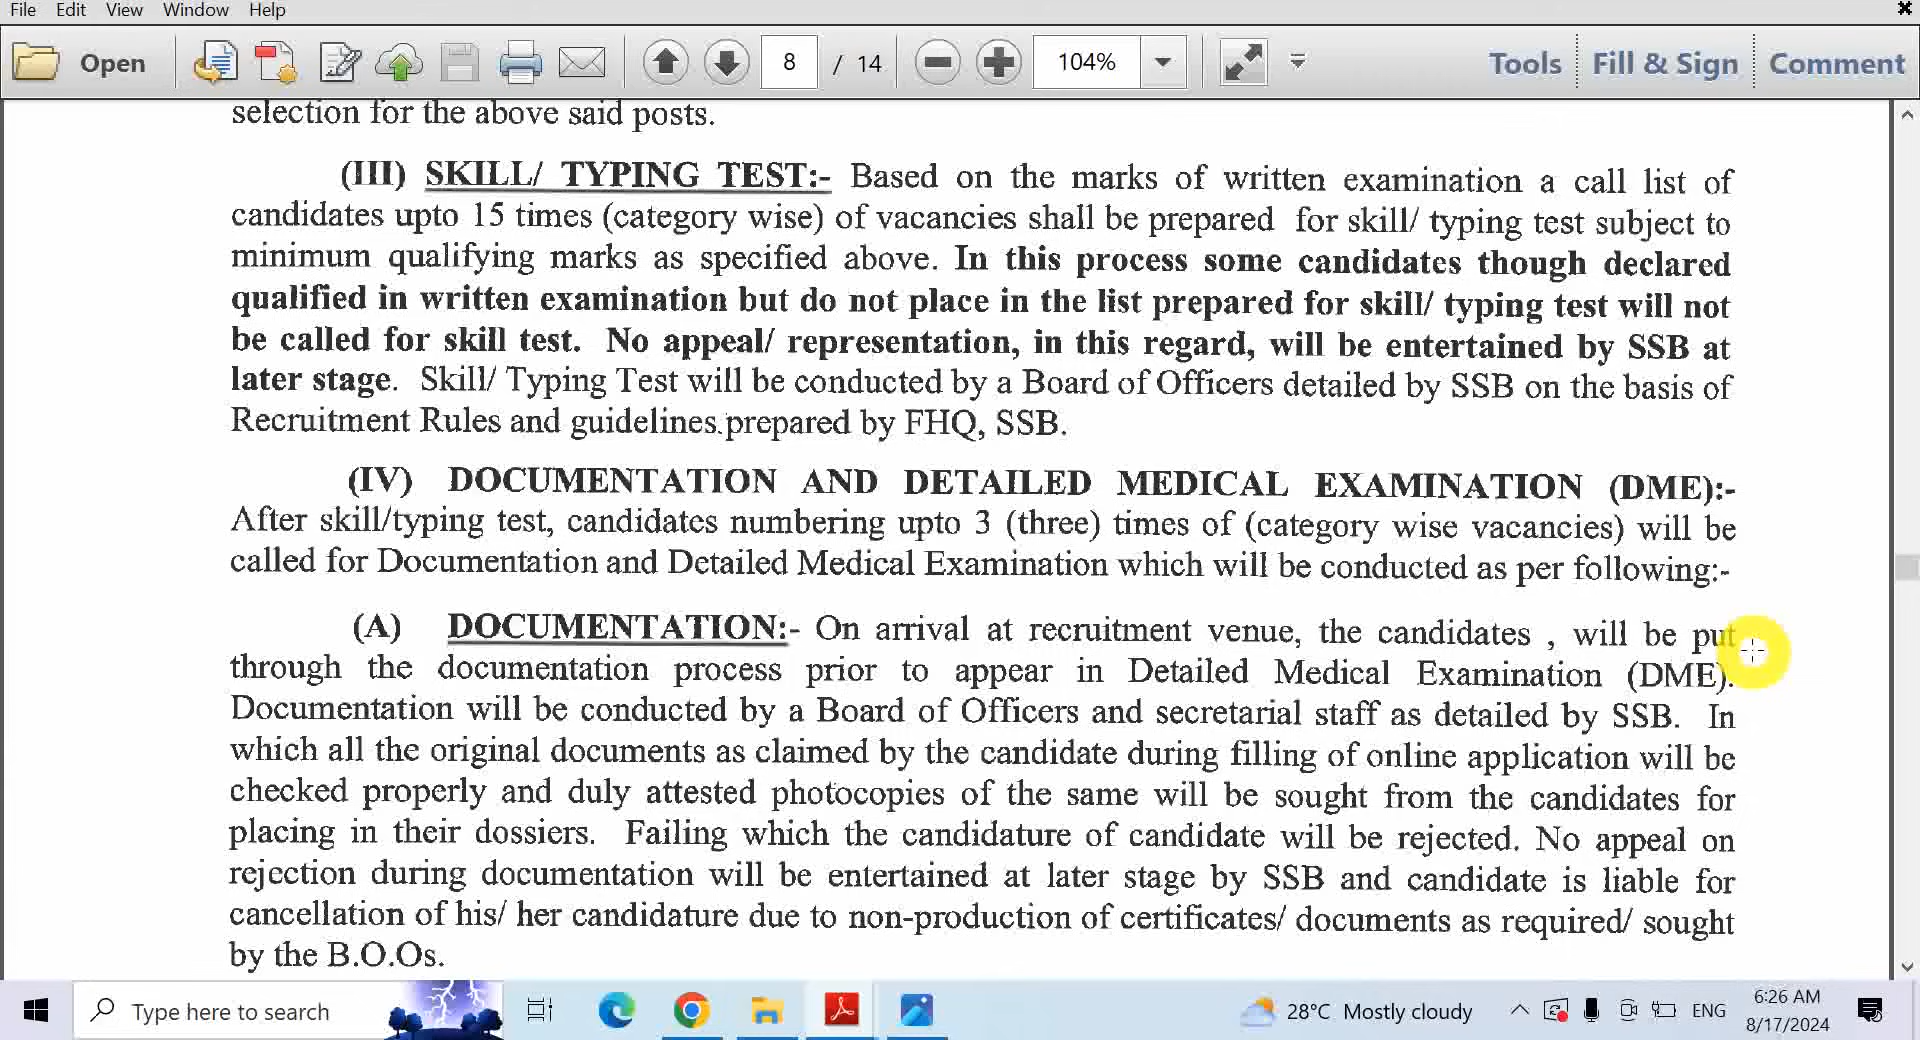 File Edit View Window Help
Open 8 / 14 104% Tools Fill & Sign Comment
selection for the above said posts.
(III) SKILL/ TYPING TEST:- Based on the marks of written examination a call list of
candidates upto 15 times (category wise) of vacancies shall be prepared for skill/ typing test subject to
minimum qualifying marks as specified above. In this process some candidates though declared
qualified in written examination but do not place in the list prepared for skill/ typing test will not
be called for skill test. No appeal/ representation, in this regard, will be entertained by SSB at
later stage. Skill/ Typing Test will be conducted by a Board of Officers detailed by SSB on the basis of
Recruitment Rules and guidelines prepared by FHQ, SSB.
(IV) DOCUMENTATION AND DETAILED MEDICAL EXAMINATION (DME):-
After skill/typing test, candidates numbering upto 3 (three) times of (category wise vacancies) will be
called for Documentation and Detailed Medical Examination which will be conducted as per following:-
(A) DOCUMENTATION:- On arrival at recruitment venue, the candidates , will be put
through the documentation process prior to appear in Detailed Medical Examination (DME).
Documentation will be conducted by a Board of Officers and secretarial staff as detailed by SSB. In
which all the original documents as claimed by the candidate during filling of online application will be
checked properly and duly attested photocopies of the same will be sought from the candidates for
placing in their dossiers. Failing which the candidature of candidate will be rejected. No appeal on
rejection during documentation will be entertained at later stage by SSB and candidate is liable for
cancellation of his/ her candidature due to non-production of certificates/ documents as required/ sought
by the B.O.Os.
Type here to search 28°C Mostly cloudy ENG 6:26 AM
8/17/2024